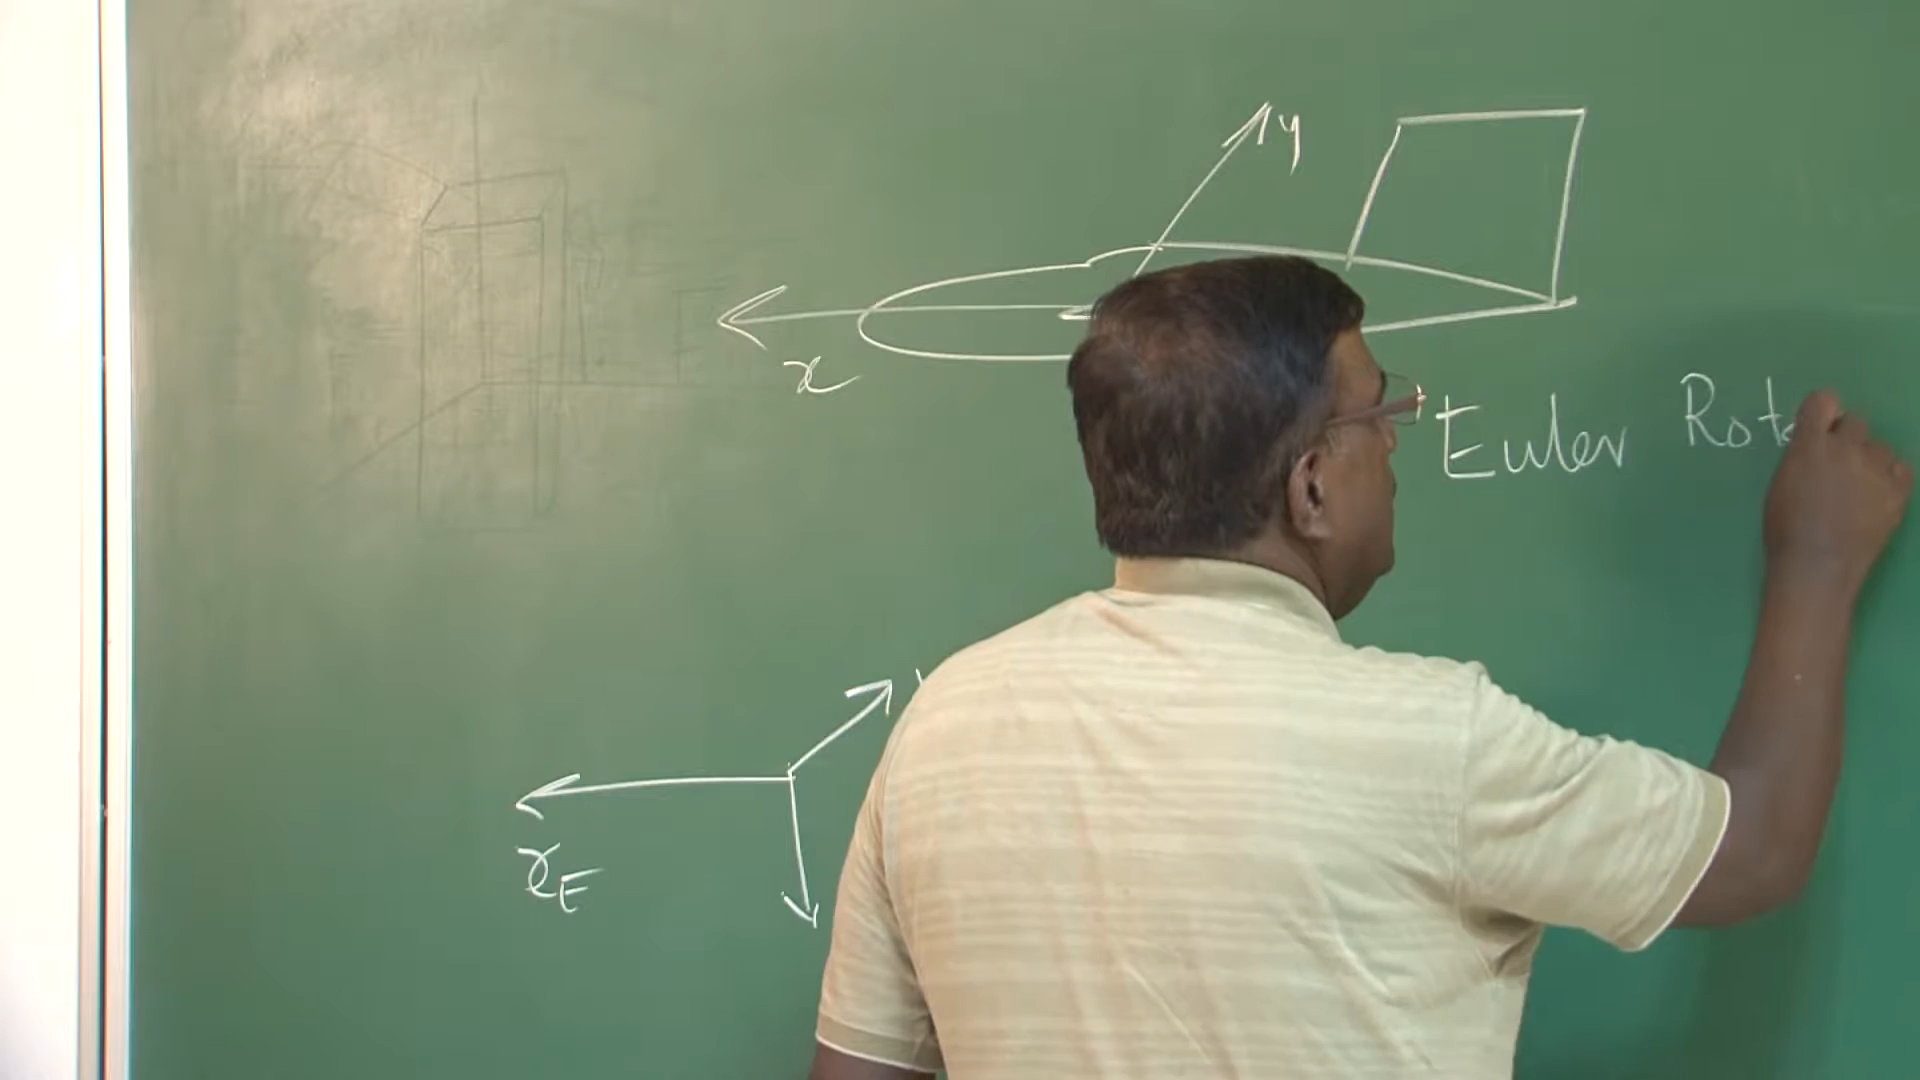 y
x
Euler Rot
x_E